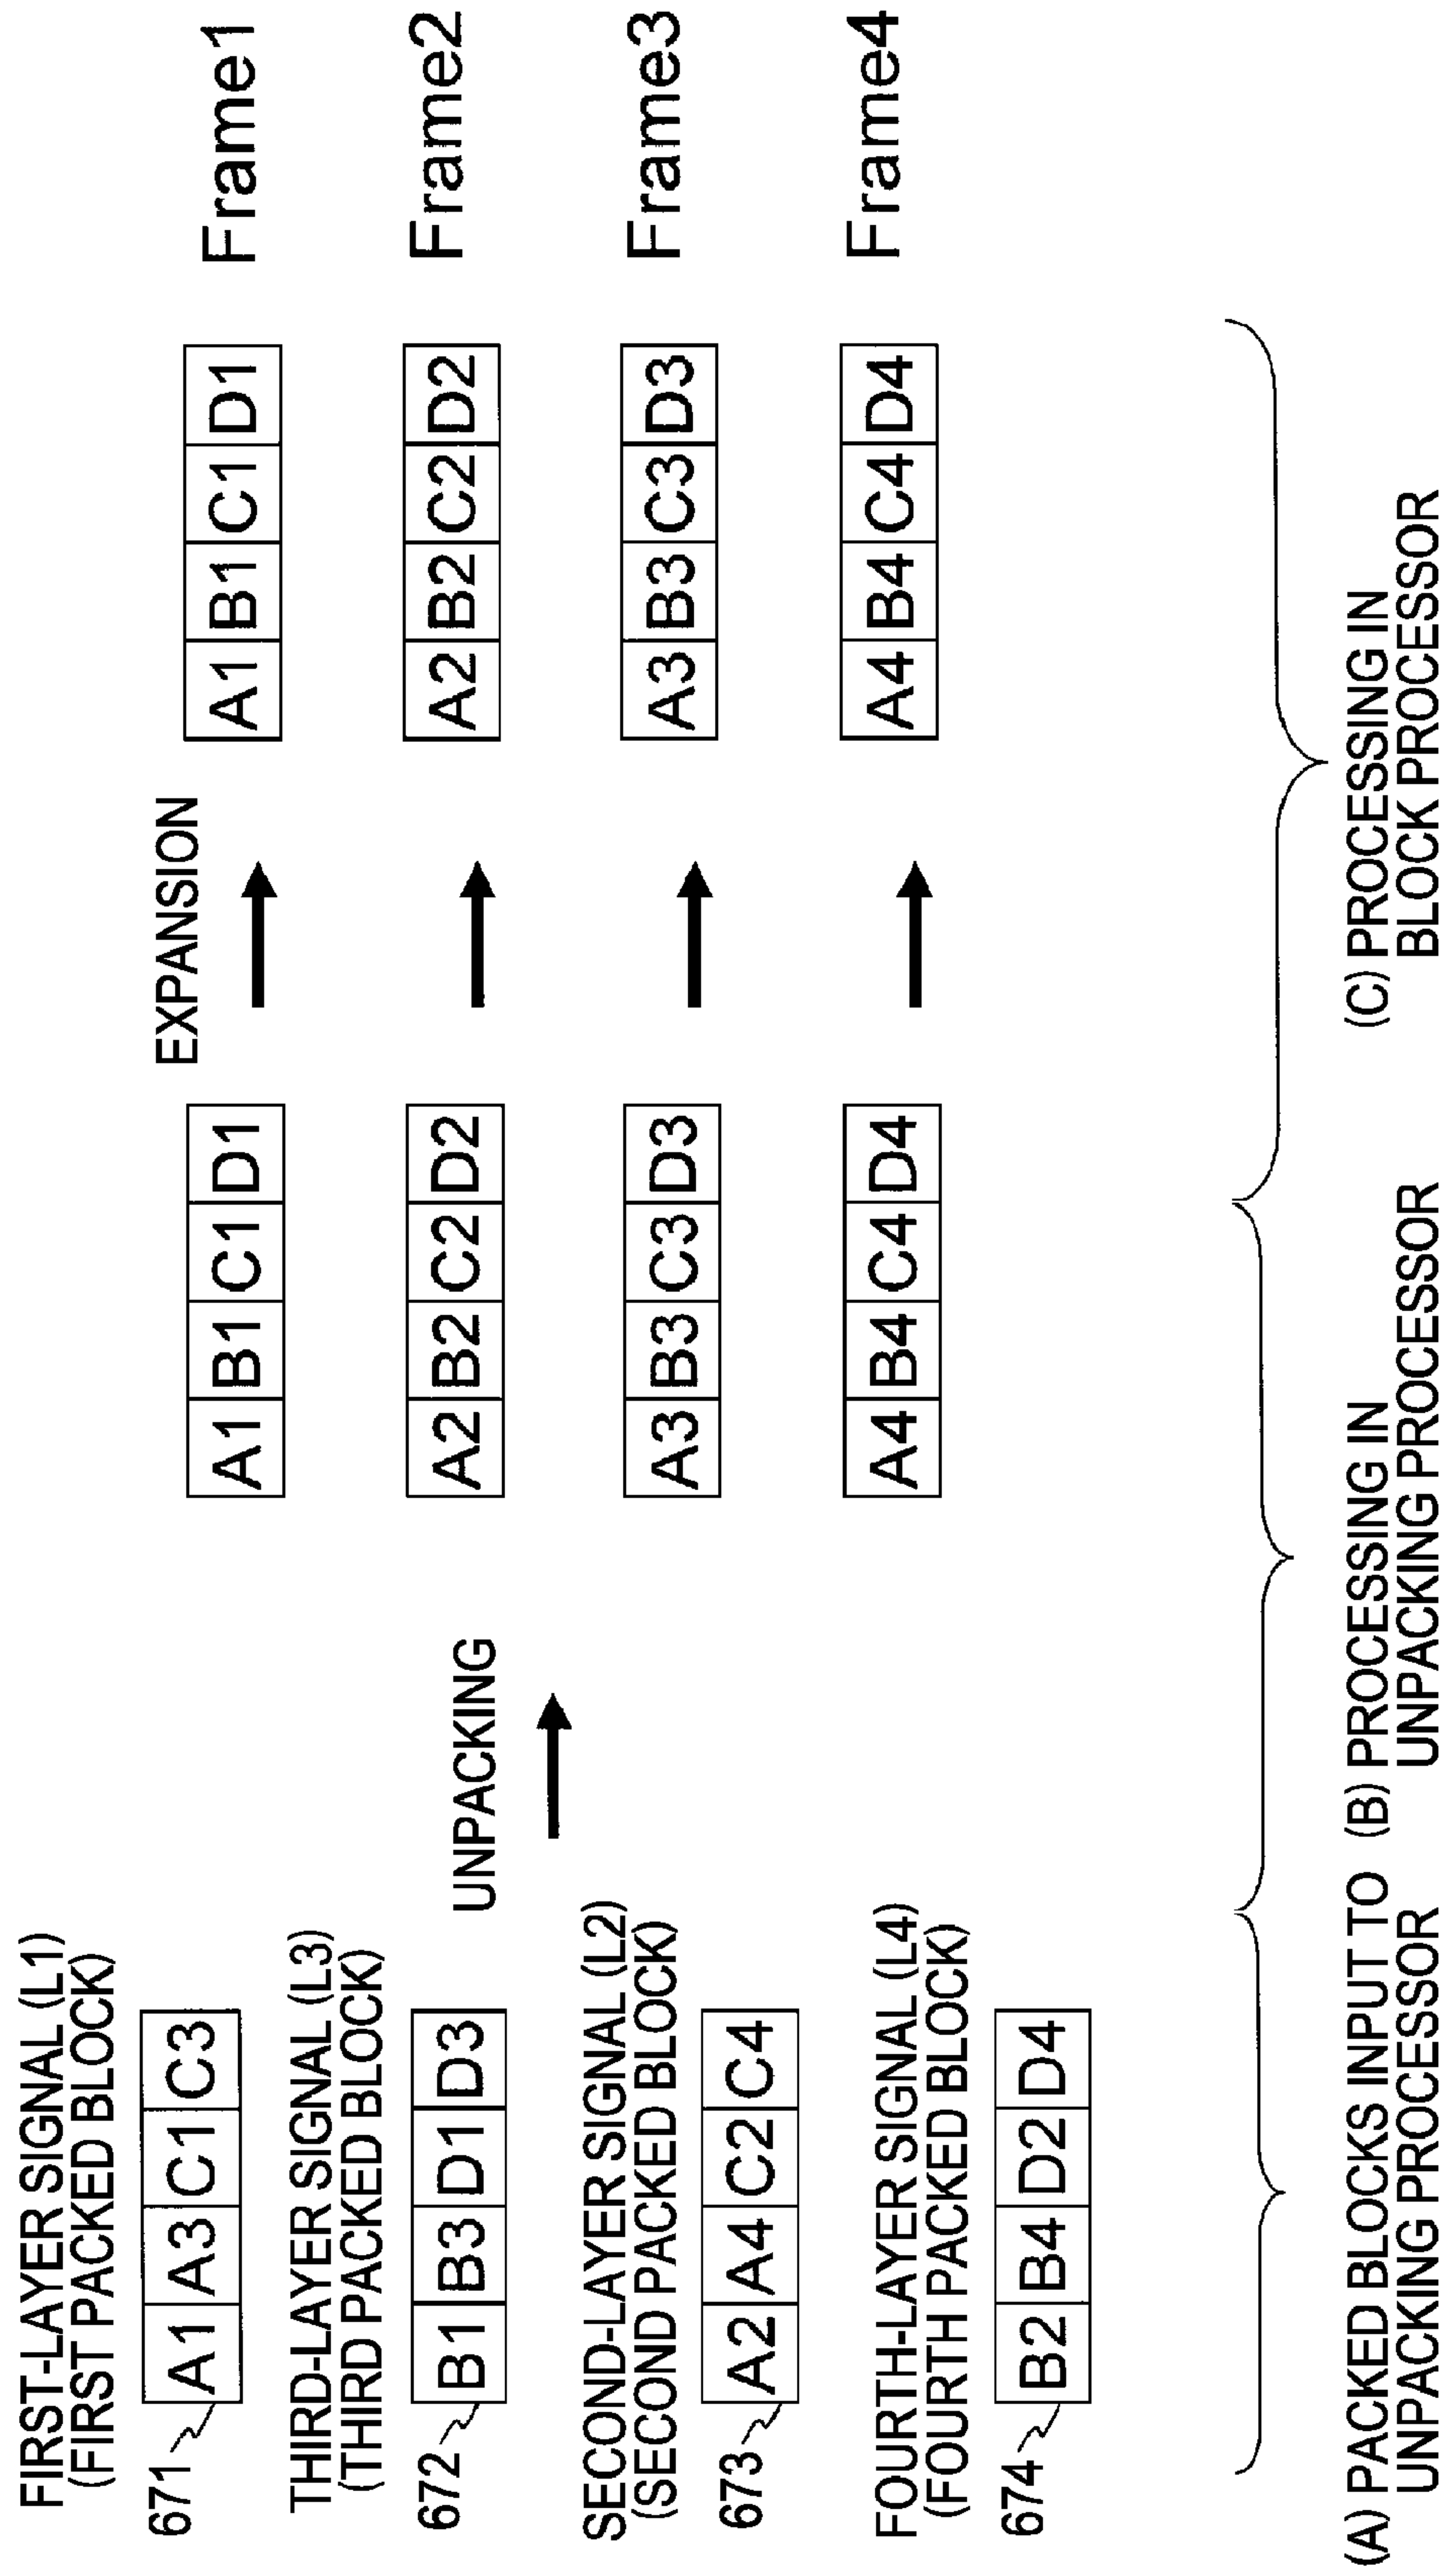 FIRST-LAYER SIGNAL (L1)
(FIRST PACKED BLOCK)
671
A1 A3 C1 C3
THIRD-LAYER SIGNAL (L3)
(THIRD PACKED BLOCK)
672
B1 B3 D1 D3
SECOND-LAYER SIGNAL (L2)
(SECOND PACKED BLOCK)
673
A2 A4 C2 C4
FOURTH-LAYER SIGNAL (L4)
(FOURTH PACKED BLOCK)
674
B2 B4 D2 D4
UNPACKING
A1 B1 C1 D1
A2 B2 C2 D2
A3 B3 C3 D3
A4 B4 C4 D4
EXPANSION
A1 B1 C1 D1 Frame1
A2 B2 C2 D2 Frame2
A3 B3 C3 D3 Frame3
A4 B4 C4 D4 Frame4
(A) PACKED BLOCKS INPUT TO
UNPACKING PROCESSOR
(B) PROCESSING IN
UNPACKING PROCESSOR
(C) PROCESSING IN
BLOCK PROCESSOR